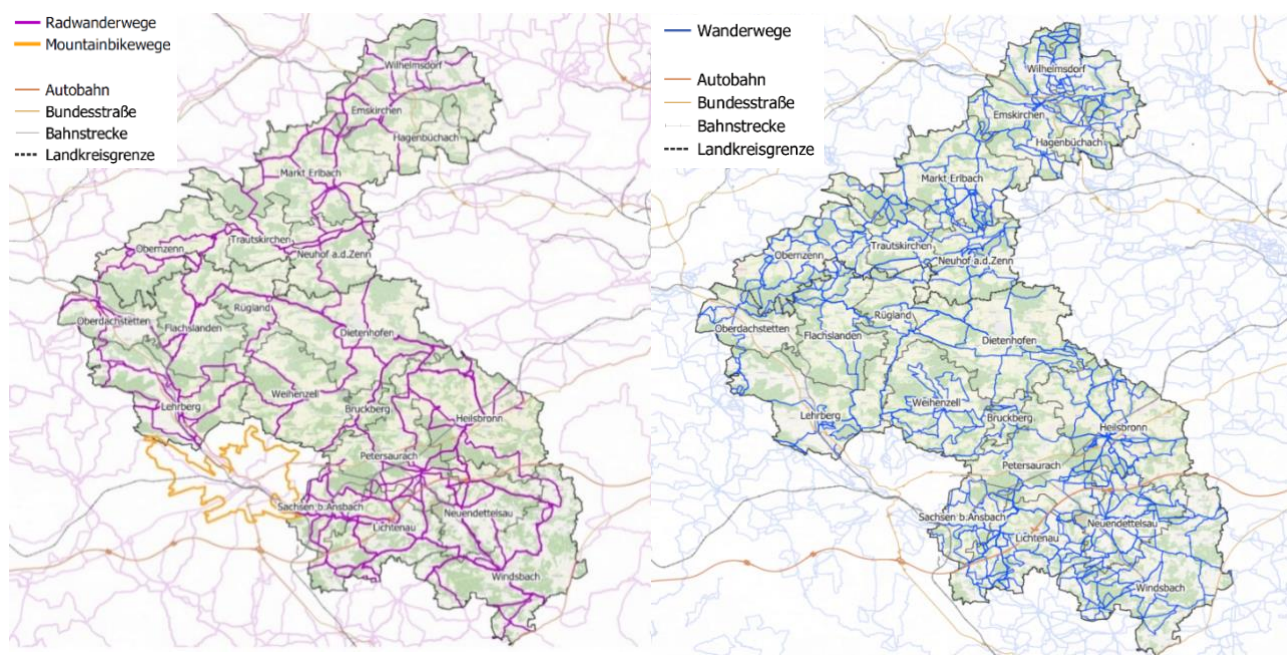 Radwanderwege
Mountainbikewege
Autobahn
Bundesstraße
Bahnstrecke
Landkreisgrenze
Wilhelmsdorf
Emskirchen
Hagenbüchach
Markt Erlbach
Trautskirchen
Obernzenn
Neuhof a.d.Zenn
Rügland
Oberdachstetten
Flachslanden
Dietenhofen
Weihenzell
Lehrberg
Bruckberg
Heilsbronn
Petersaurach
Sachsen b.Ansbach
Neuendettelsau
Lichtenau
Windsbach
Wanderwege
Autobahn
Bundesstraße
Bahnstrecke
Landkreisgrenze
Wilhelmsdorf
Emskirchen
Hagenbüchach
Markt Erlbach
Trautskirchen
Obernzenn
Neuhof a.d.Zenn
Rügland
Oberdachstetten
Flachslanden
Dietenhofen
Weihenzell
Lehrberg
Bruckberg
Heilsbronn
Petersaurach
Sachsen b.Ansbach
Neuendettelsau
Lichtenau
Windsbach